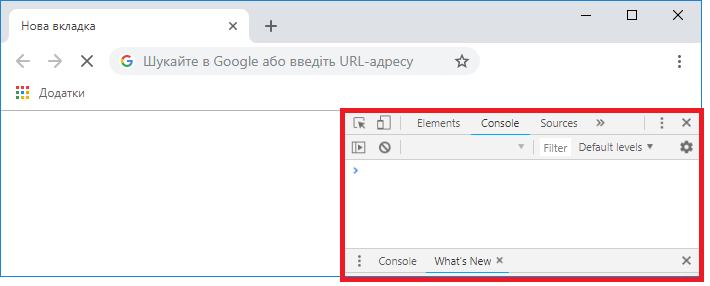 Нова вкладка
Шукайте в Google або введіть URL-адресу
Додатки
Elements Console Sources
Filter Default levels
Console What's New